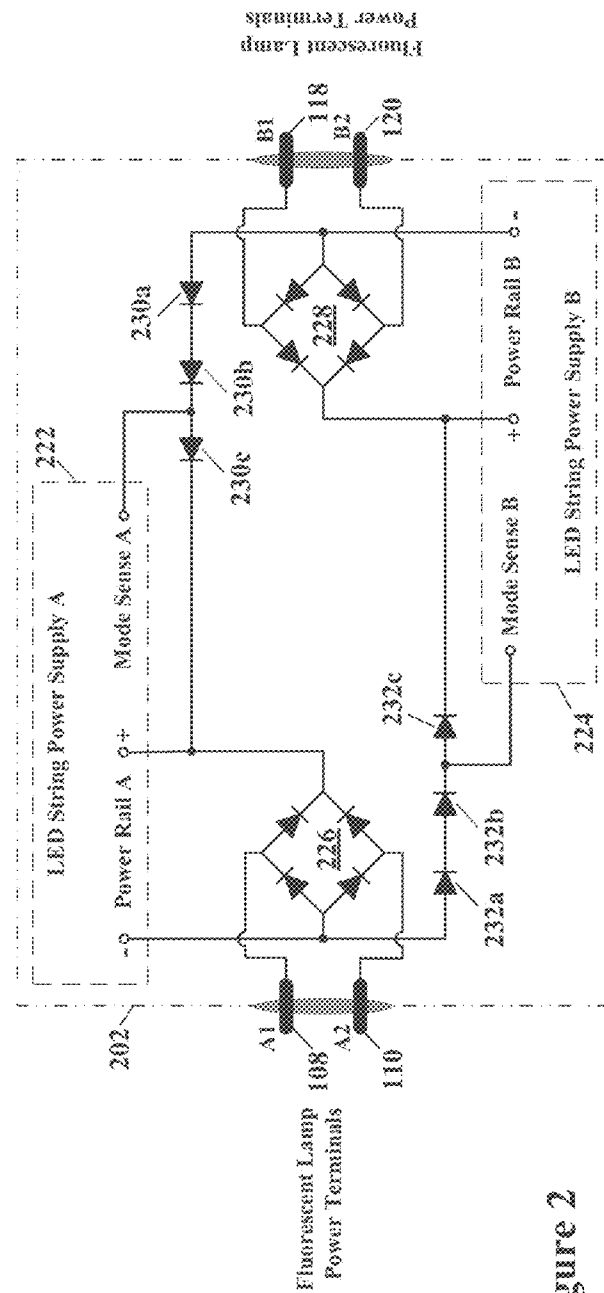 Fluorescent Lamp
Power Terminals
202
222
LED String Power Supply A
- Power Rail A + Mode Sense A
230a
230b
230c
A1
108
A2
110
226
228
B1
118
B2
120
Fluorescent Lamp
Power Terminals
232a
232b
232c
224
Mode Sense B + Power Rail B -
LED String Power Supply B
gure 2